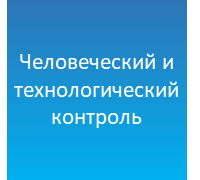 Человеческий и
технологический
контроль